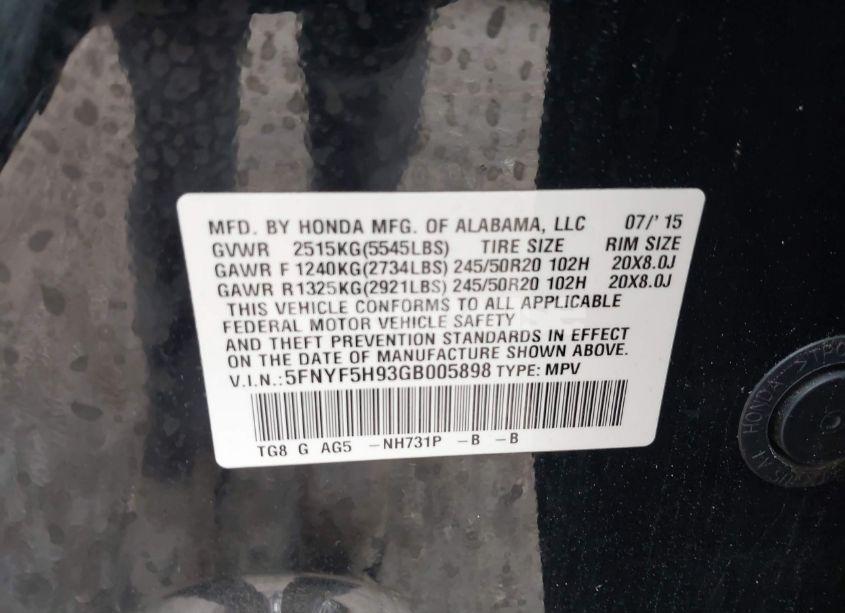 MFD. BY HONDA MFG. OF ALABAMA, LLC 07/' 15
GVWR 2515KG(5545LBS) TIRE SIZE RIM SIZE
GAWR F 1240KG(2734LBS) 245/50R20 102H 20X8.0J
GAWR R1325KG(2921LBS) 245/50R20 102H 20X8.0J
THIS VEHICLE CONFORMS TO ALL APPLICABLE
FEDERAL MOTOR VEHICLE SAFETY
AND THEFT PREVENTION STANDARDS IN EFFECT
ON THE DATE OF MANUFACTURE SHOWN ABOVE.
V.I.N.:5FNYF5H93GB005898 TYPE: MPV
TG8 G AG5 -NH731P -B -B
HONDA